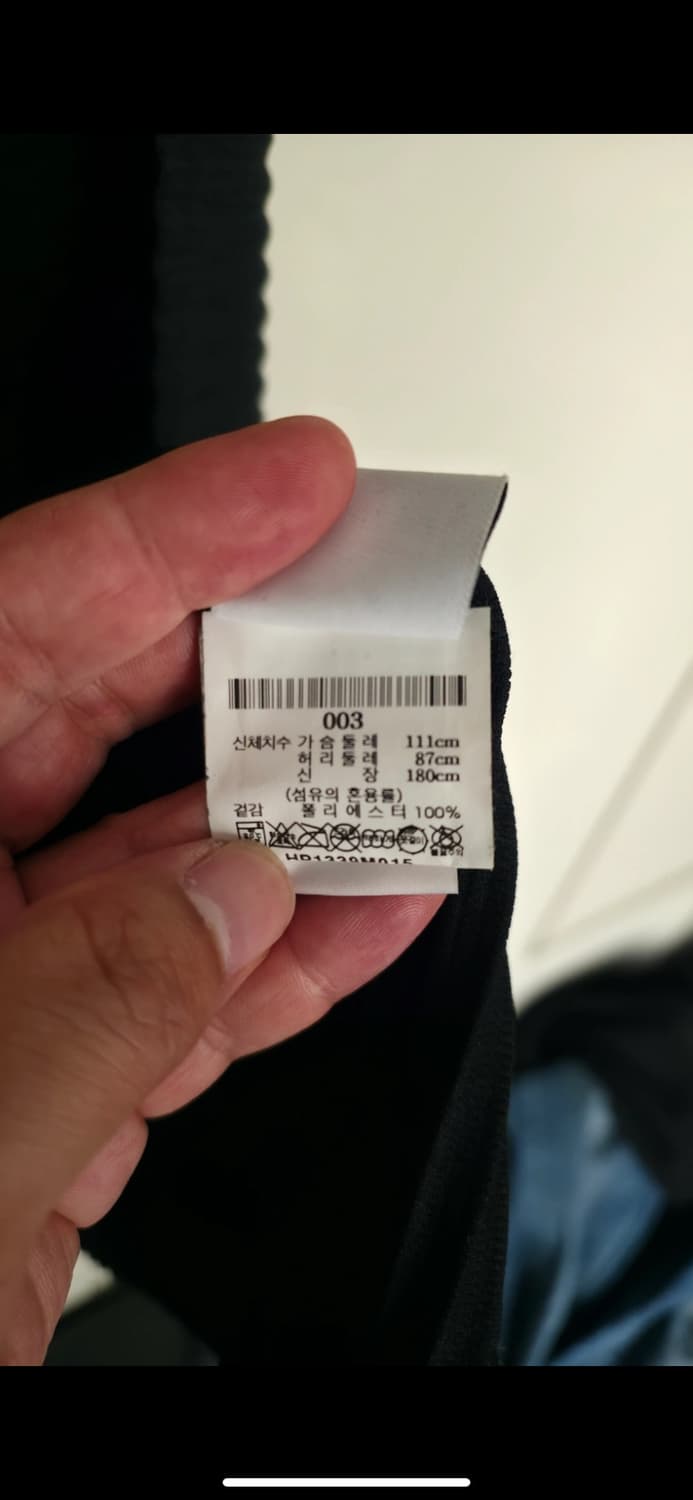 003
신체치수 가슴둘레 111cm
허리둘레 87cm
신 장 180cm
(섬유의 혼용률)
겉감 폴리에스터 100%